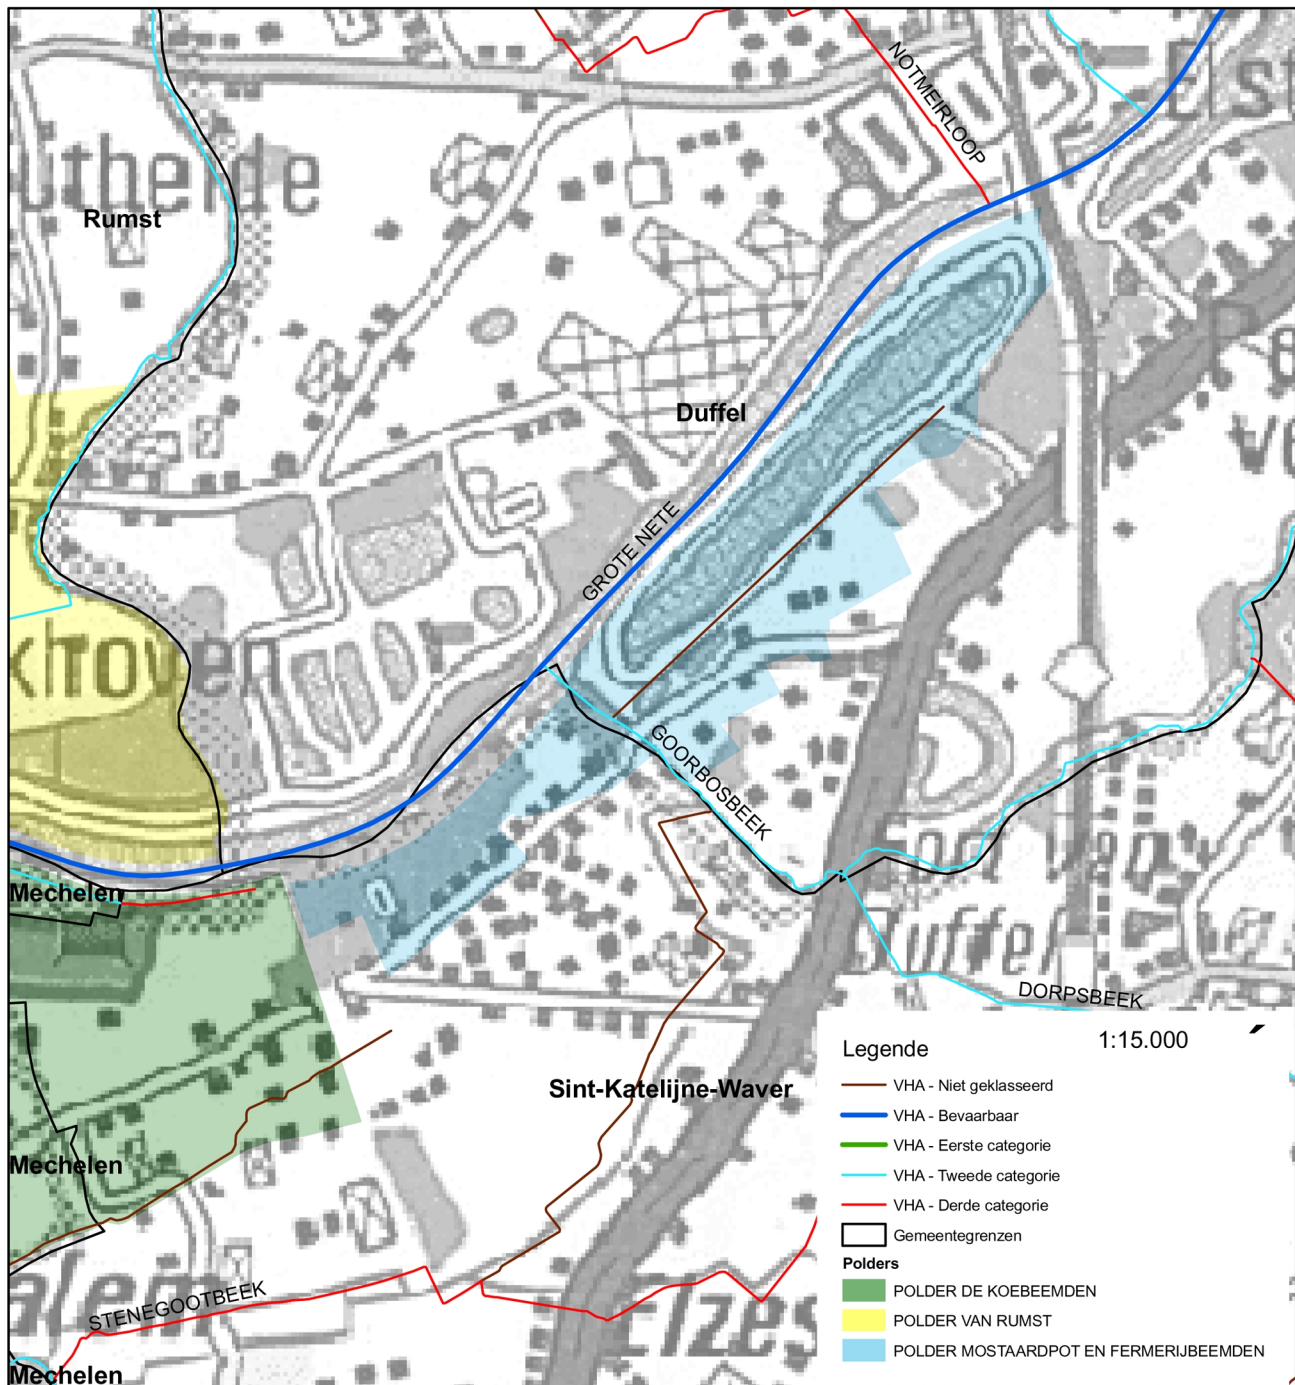 NOTMEIRLOOP
Rumst
Duffel
GROTE NETE
GOORBOSBEEK
Mechelen
DORPSBEEK
Sint-Katelijne-Waver
Mechelen
STENEGOOTBEEK
Mechelen
1:15.000
Legende
VHA - Niet geklasseerd
VHA - Bevaarbaar
VHA - Eerste categorie
VHA - Tweede categorie
VHA - Derde categorie
Gemeentegrenzen
Polders
POLDER DE KOEBEEMDEN
POLDER VAN RUMST
POLDER MOSTAARDPOT EN FERMERIJBEEMDEN